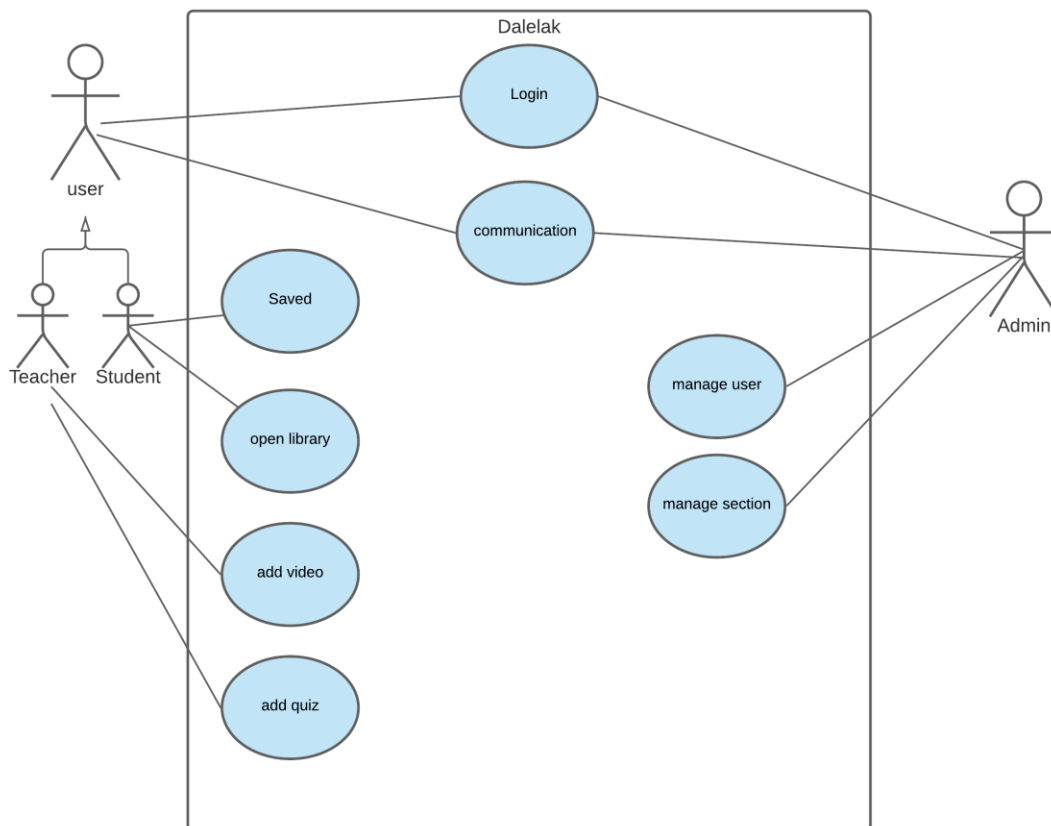 Dalelak
Login
user
communication
Saved
Admin
Teacher
Student
manage user
open library
manage section
add video
add quiz